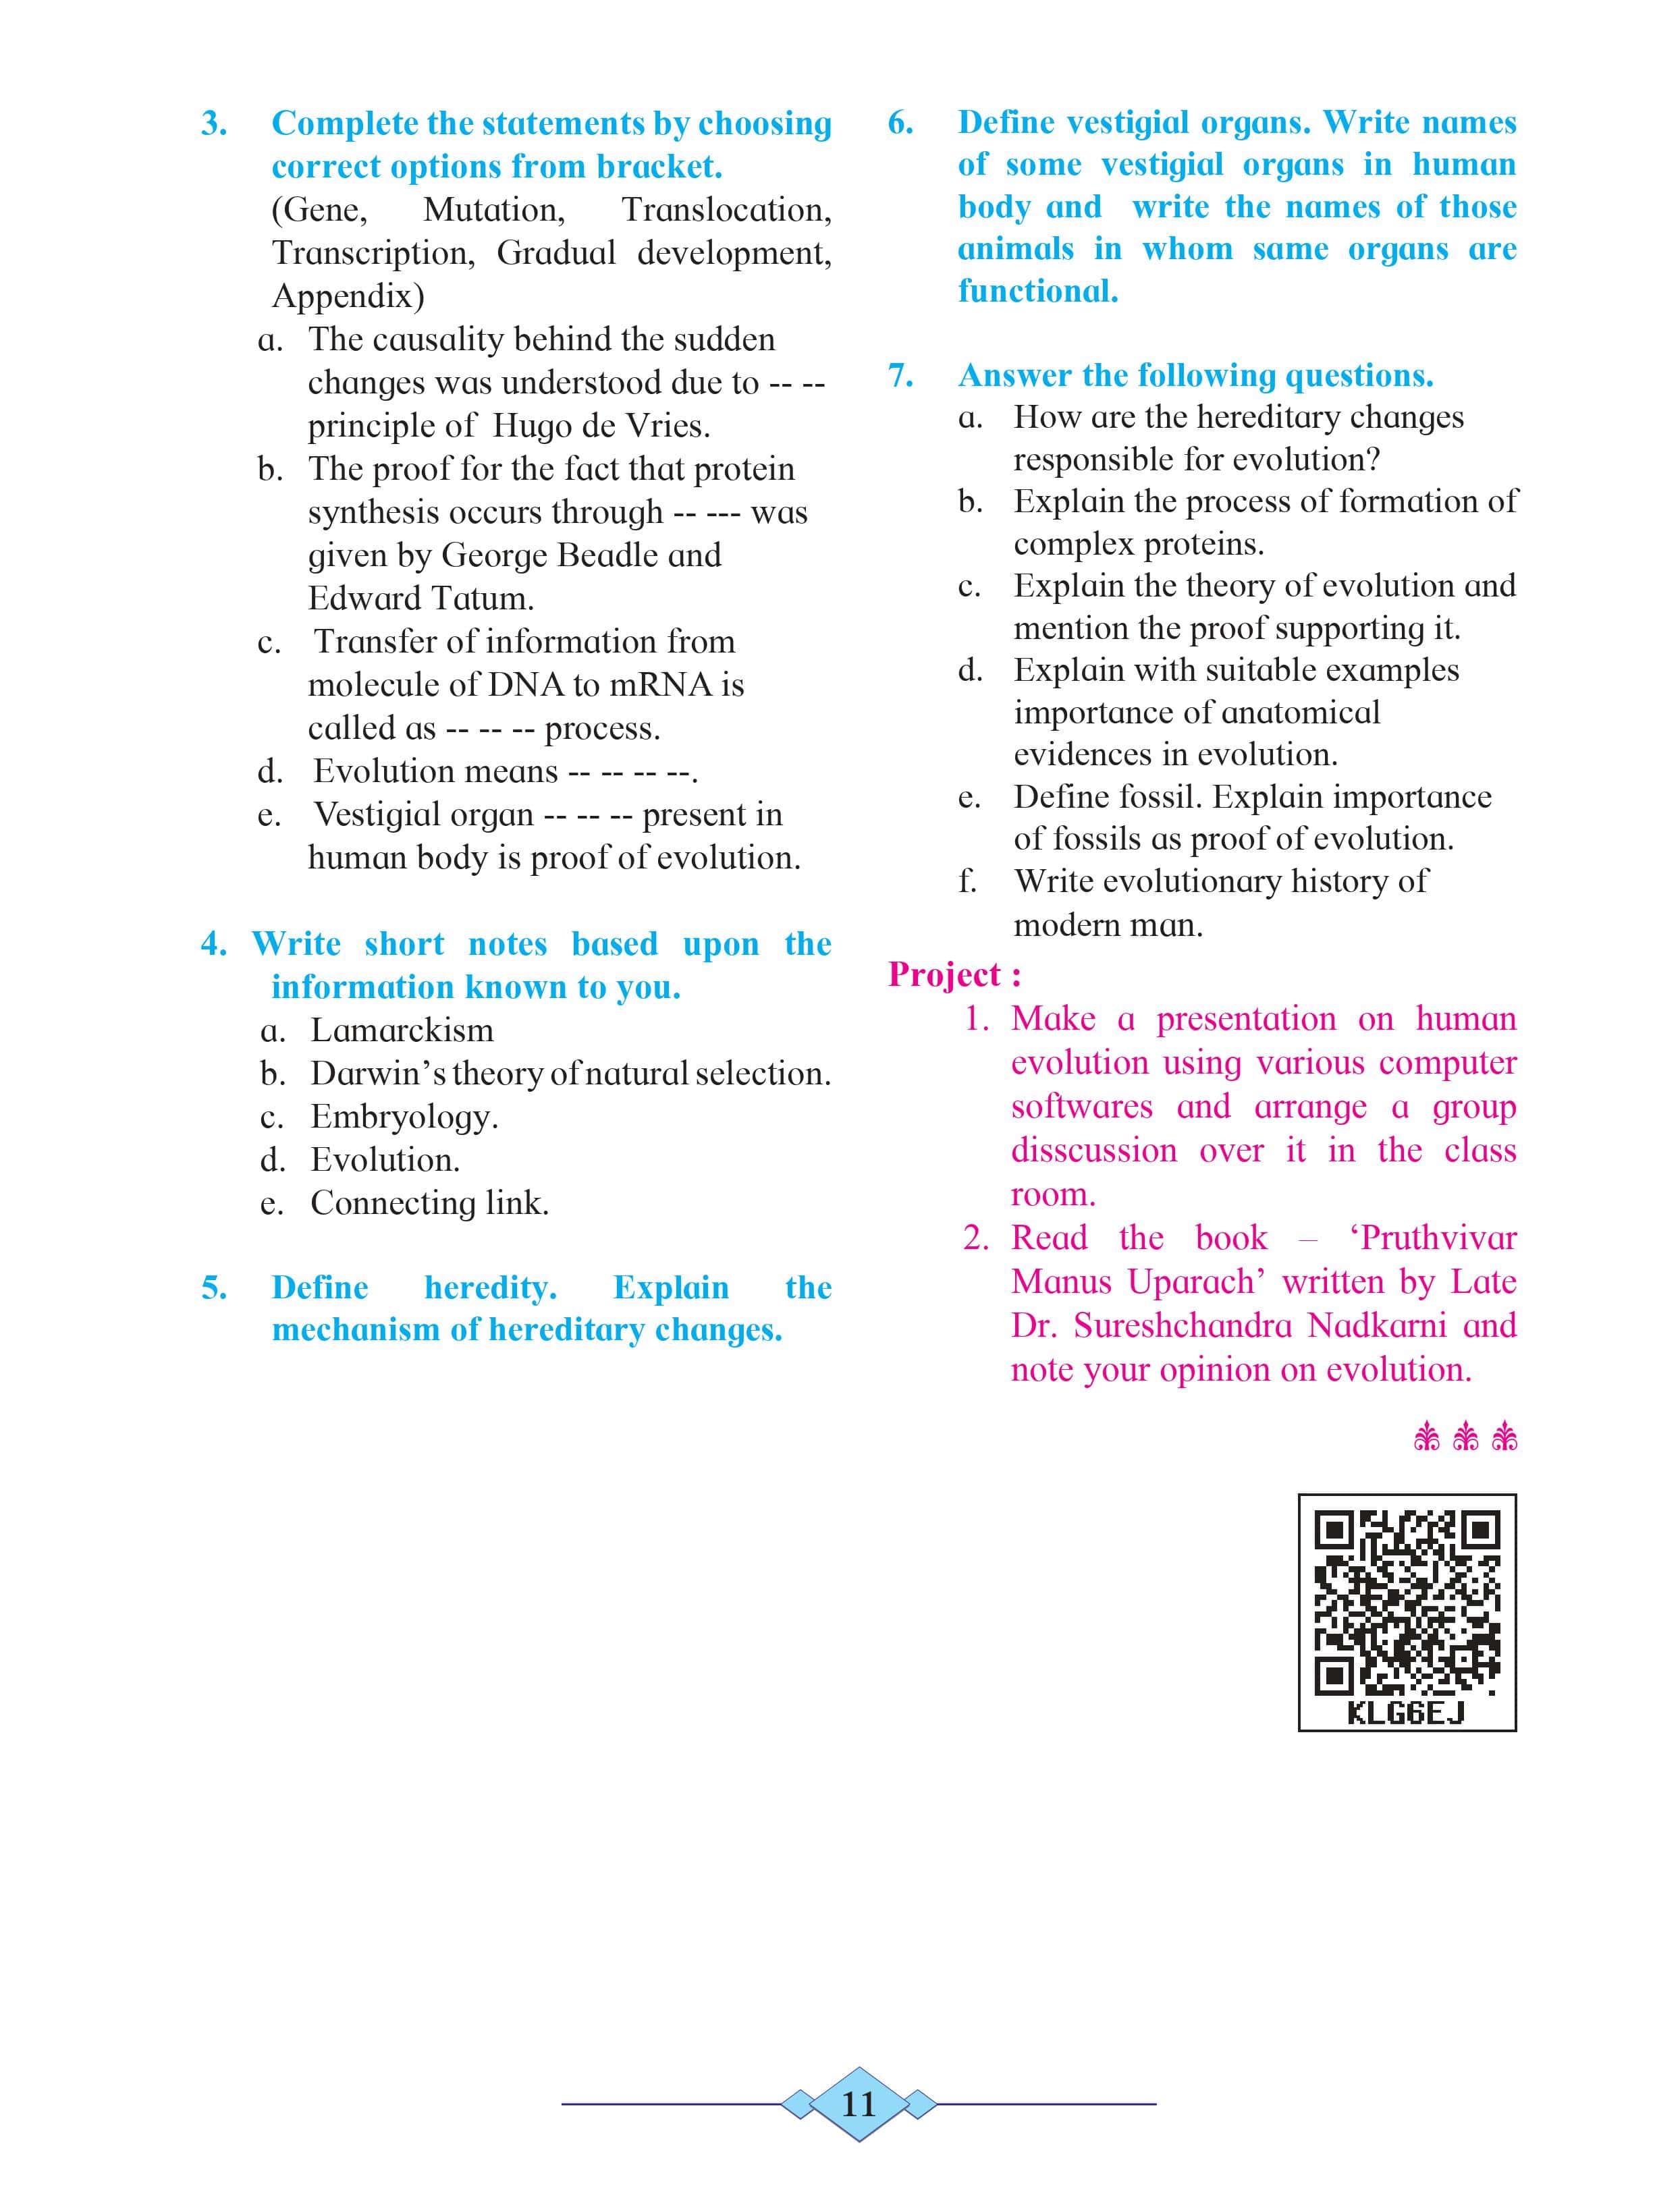 3. Complete the statements by choosing
correct options from bracket.
(Gene, Mutation, Translocation,
Transcription, Gradual development,
Appendix)
a. The causality behind the sudden
changes was understood due to -- --
principle of Hugo de Vries.
b. The proof for the fact that protein
synthesis occurs through -- --- was
given by George Beadle and
Edward Tatum.
c. Transfer of information from
molecule of DNA to mRNA is
called as -- -- -- process.
d. Evolution means -- -- -- --.
e. Vestigial organ -- -- -- present in
human body is proof of evolution.
4. Write short notes based upon the
information known to you.
a. Lamarckism
b. Darwin’s theory of natural selection.
c. Embryology.
d. Evolution.
e. Connecting link.
5. Define heredity. Explain the
mechanism of hereditary changes.
6. Define vestigial organs. Write names
of some vestigial organs in human
body and write the names of those
animals in whom same organs are
functional.
7. Answer the following questions.
a. How are the hereditary changes
responsible for evolution?
b. Explain the process of formation of
complex proteins.
c. Explain the theory of evolution and
mention the proof supporting it.
d. Explain with suitable examples
importance of anatomical
evidences in evolution.
e. Define fossil. Explain importance
of fossils as proof of evolution.
f. Write evolutionary history of
modern man.
Project :
1. Make a presentation on human
evolution using various computer
softwares and arrange a group
disscussion over it in the class
room.
2. Read the book – ‘Pruthvivar
Manus Uparach’ written by Late
Dr. Sureshchandra Nadkarni and
note your opinion on evolution.
KLG6EJ
11